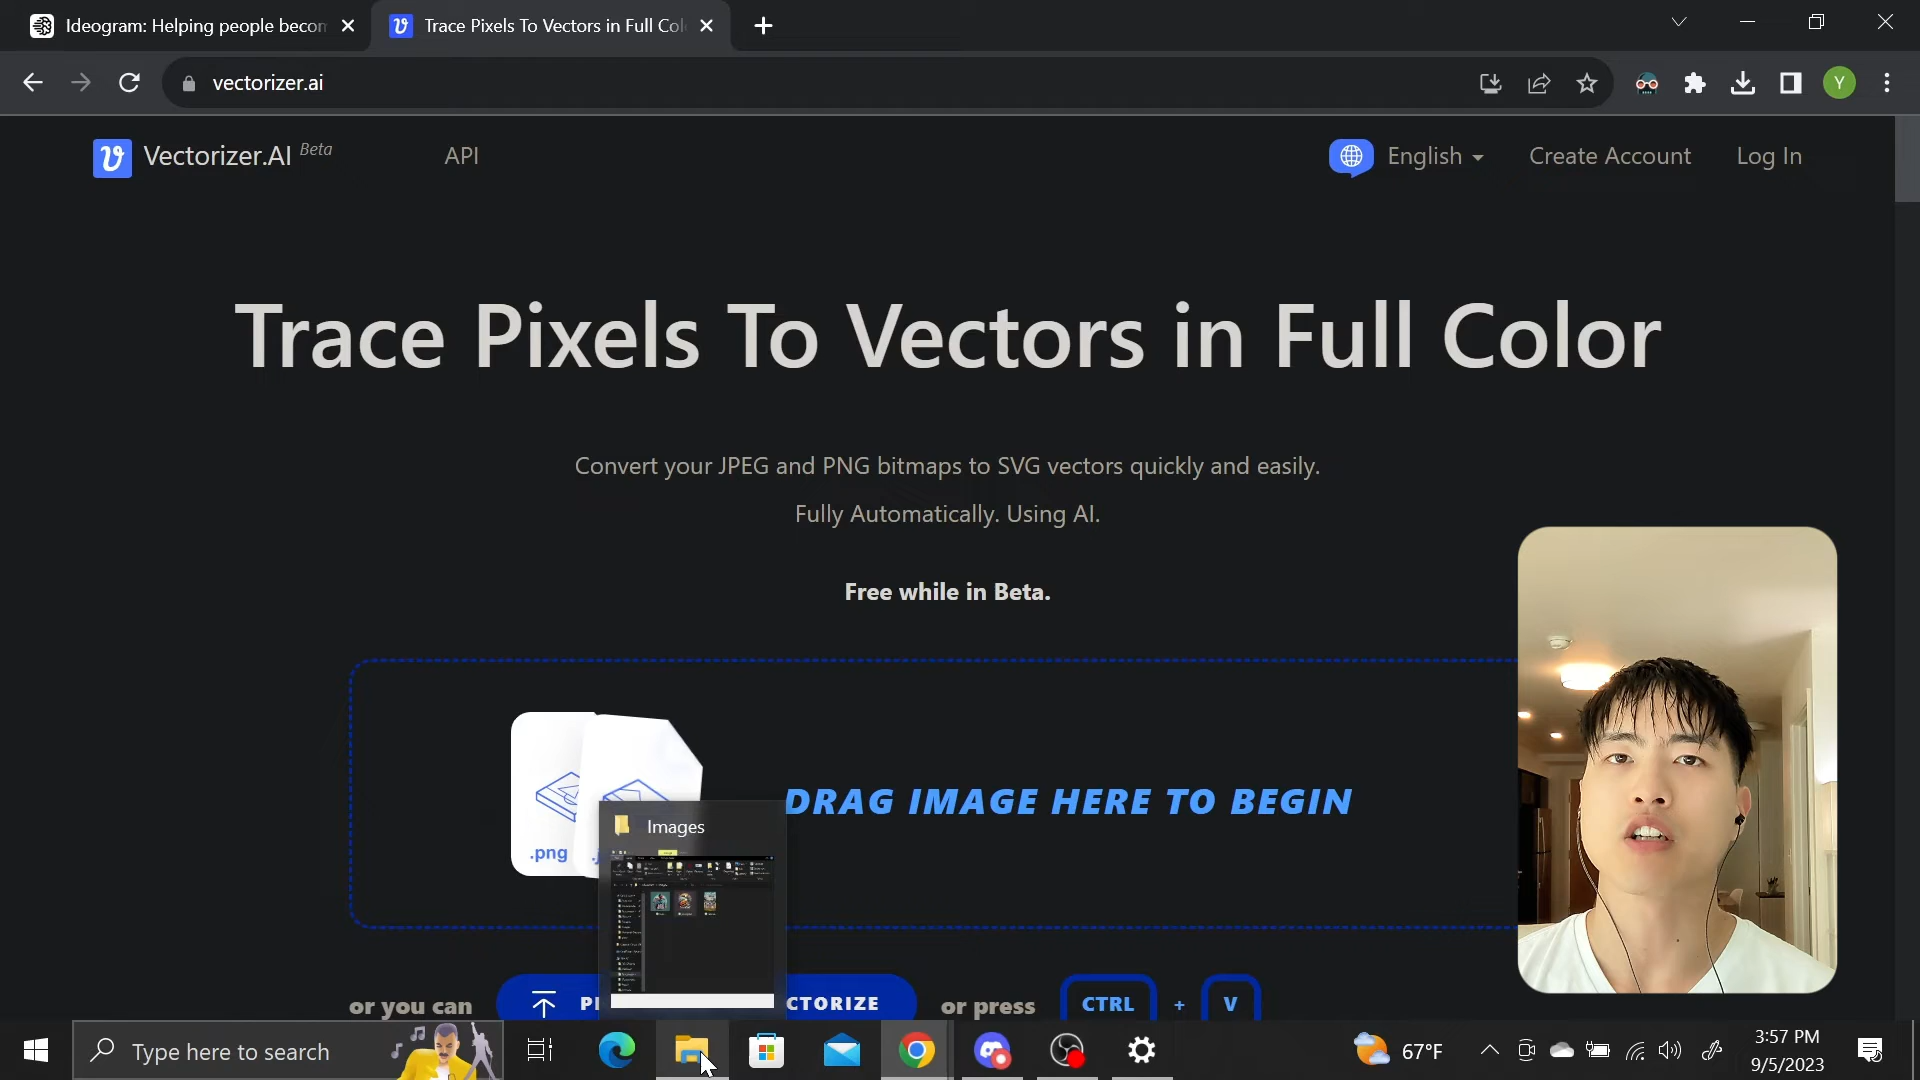 Ideogram: Helping people becom
Trace Pixels To Vectors in Full Col
vectorizer.ai
Y
Vectorizer.AI Beta
API
English
Create Account
Log In
Trace Pixels To Vectors in Full Color
Convert your JPEG and PNG bitmaps to SVG vectors quickly and easily.
Fully Automatically. Using AI.
Free while in Beta.
DRAG IMAGE HERE TO BEGIN
.png
Images
or you can
CTORIZE
or press
CTRL
+
V
Type here to search
67°F
3:57 PM
9/5/2023